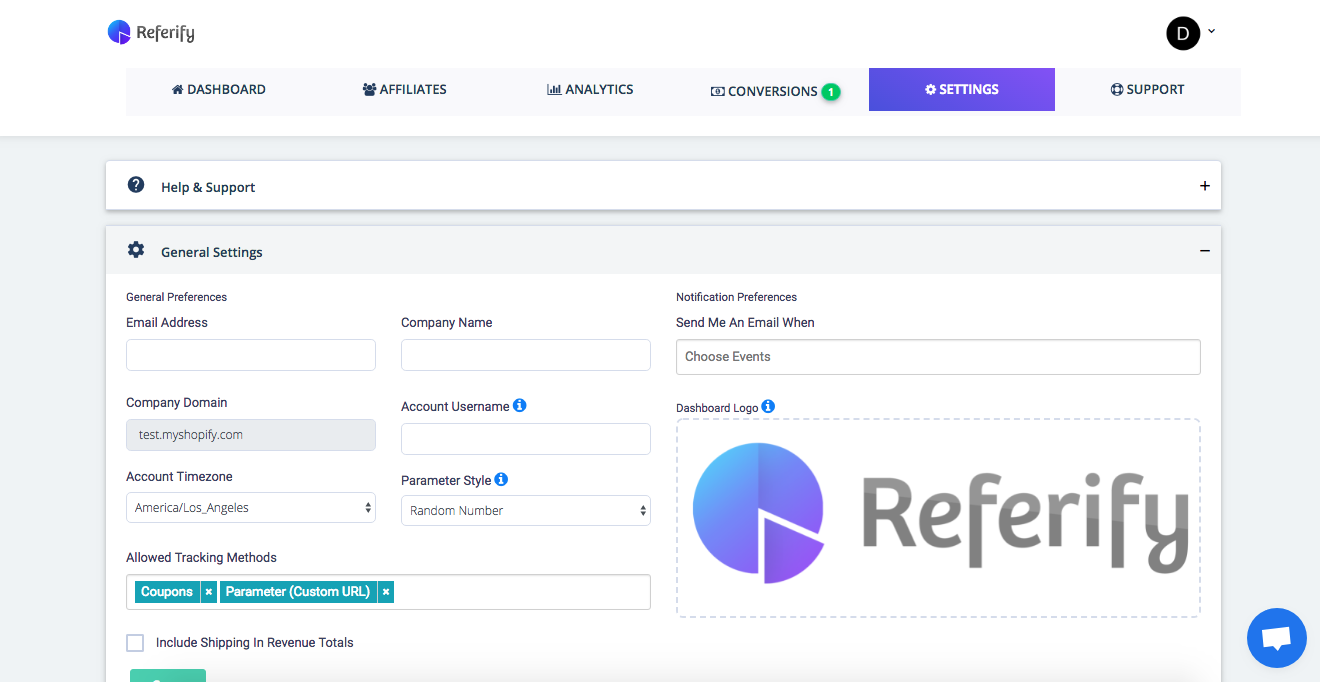 Referify
D
DASHBOARD
AFFILIATES
ANALYTICS
CONVERSIONS 1
SETTINGS
SUPPORT
Help & Support
General Settings
General Preferences
Notification Preferences
Email Address
Company Name
Send Me An Email When
Choose Events
Company Domain
Account Username
Dashboard Logo
test.myshopify.com
Referify
Account Timezone
Parameter Style
America/Los_Angeles
Random Number
Allowed Tracking Methods
Coupons × Parameter (Custom URL) ×
Include Shipping In Revenue Totals